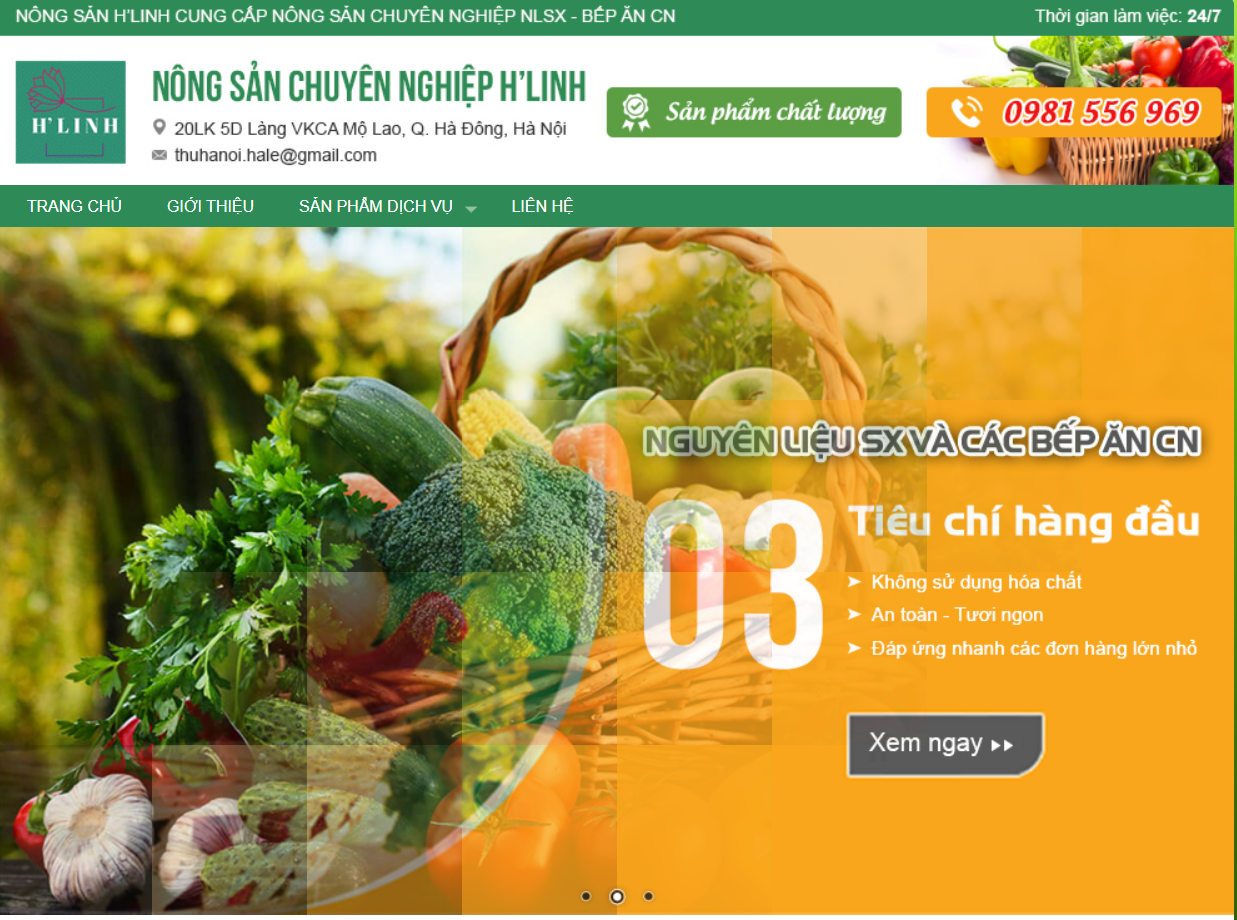 NÔNG SẢN H'LINH CUNG CẤP NÔNG SẢN CHUYÊN NGHIỆP NLSX - BẾP ĂN CN
Thời gian làm việc: 24/7
H'LINH
NÔNG SẢN CHUYÊN NGHIỆP H'LINH
20LK 5D Làng VKCA Mộ Lao, Q. Hà Đông, Hà Nội
thuhanoi.hale@gmail.com
Sản phẩm chất lượng
0981 556 969
TRANG CHỦ GIỚI THIỆU SẢN PHẨM DỊCH VỤ LIÊN HỆ
NGUYÊN LIỆU SX VÀ CÁC BẾP ĂN CN
03 Tiêu chí hàng đầu
➤ Không sử dụng hóa chất
➤ An toàn - Tươi ngon
➤ Đáp ứng nhanh các đơn hàng lớn nhỏ
Xem ngay